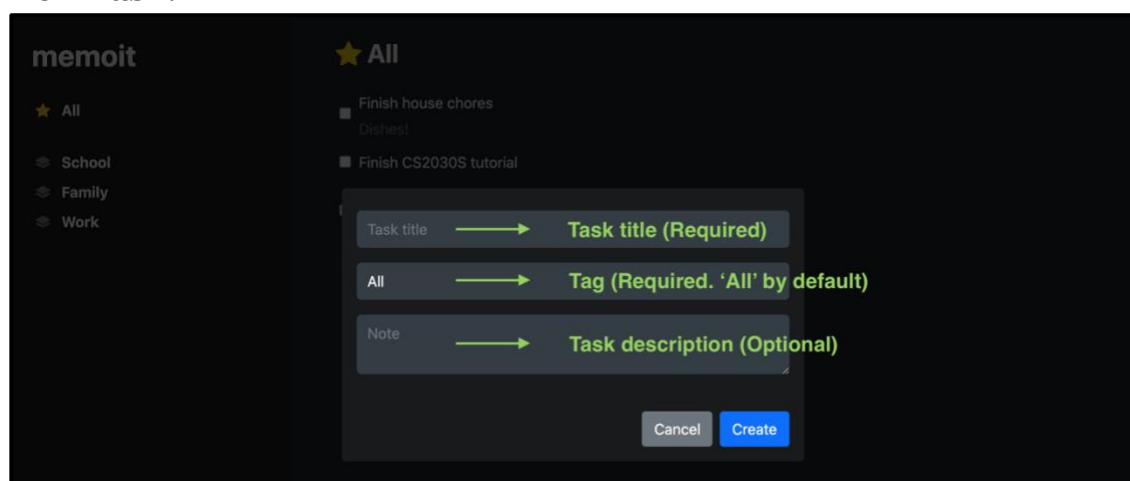 memoit
All
School
Family
Work
All
Finish house chores
Dishes!
Finish CS2030S tutorial
Task title
Task title (Required)
All
Tag (Required. ‘All’ by default)
Note
Task description (Optional)
Cancel
Create